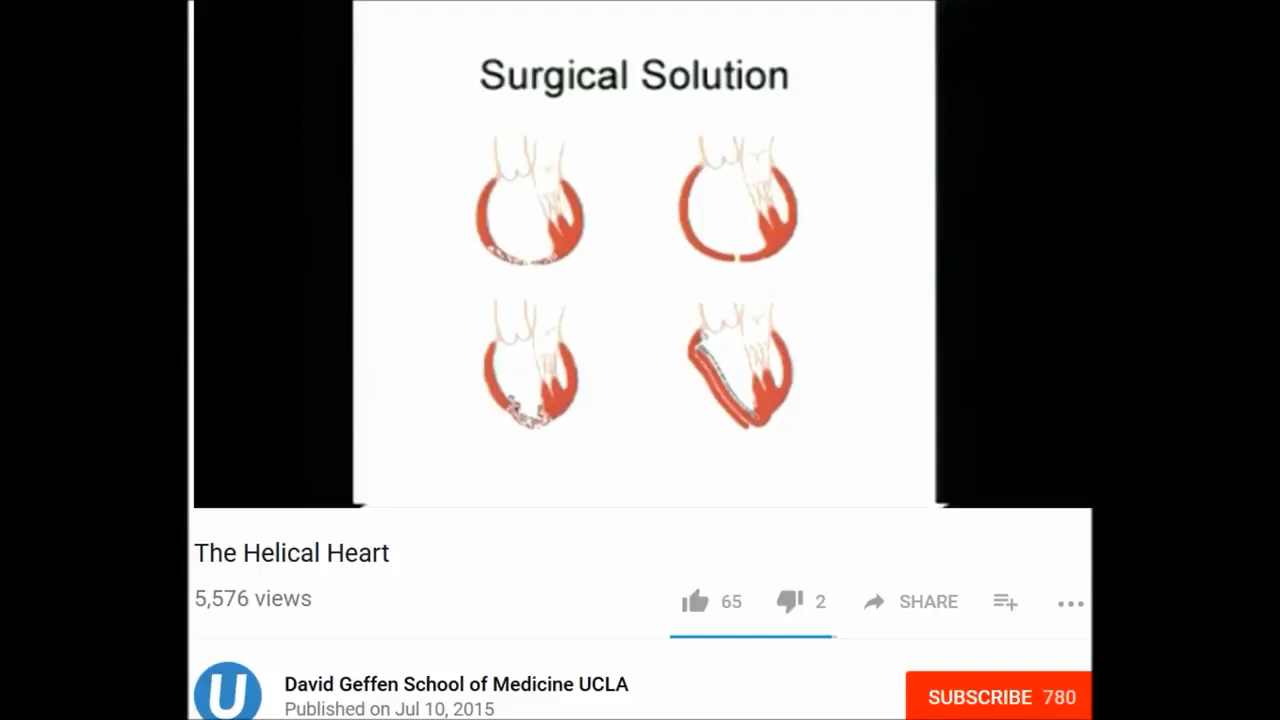 Surgical Solution
The Helical Heart
5,576 views
65
2
SHARE
U
David Geffen School of Medicine UCLA
Published on Jul 10, 2015
SUBSCRIBE 780